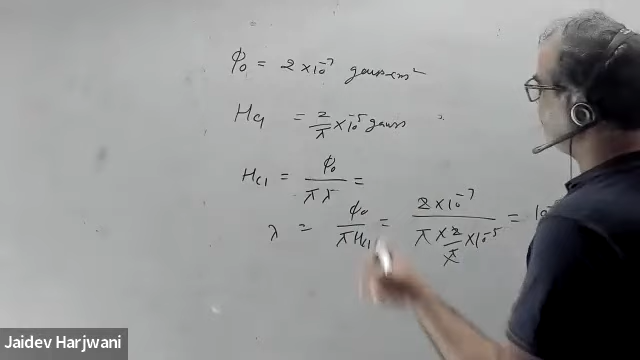 φ₀ = 2 × 10⁻⁷ gauss-cm²
Hc1 = 2/π × 10⁻⁵ gauss
Hc1 = φ₀/πλ² =
λ = φ₀/πHc1 = 2 × 10⁻⁷/π × 2/π × 10⁻⁵ = 10
Jaidev Harjwani